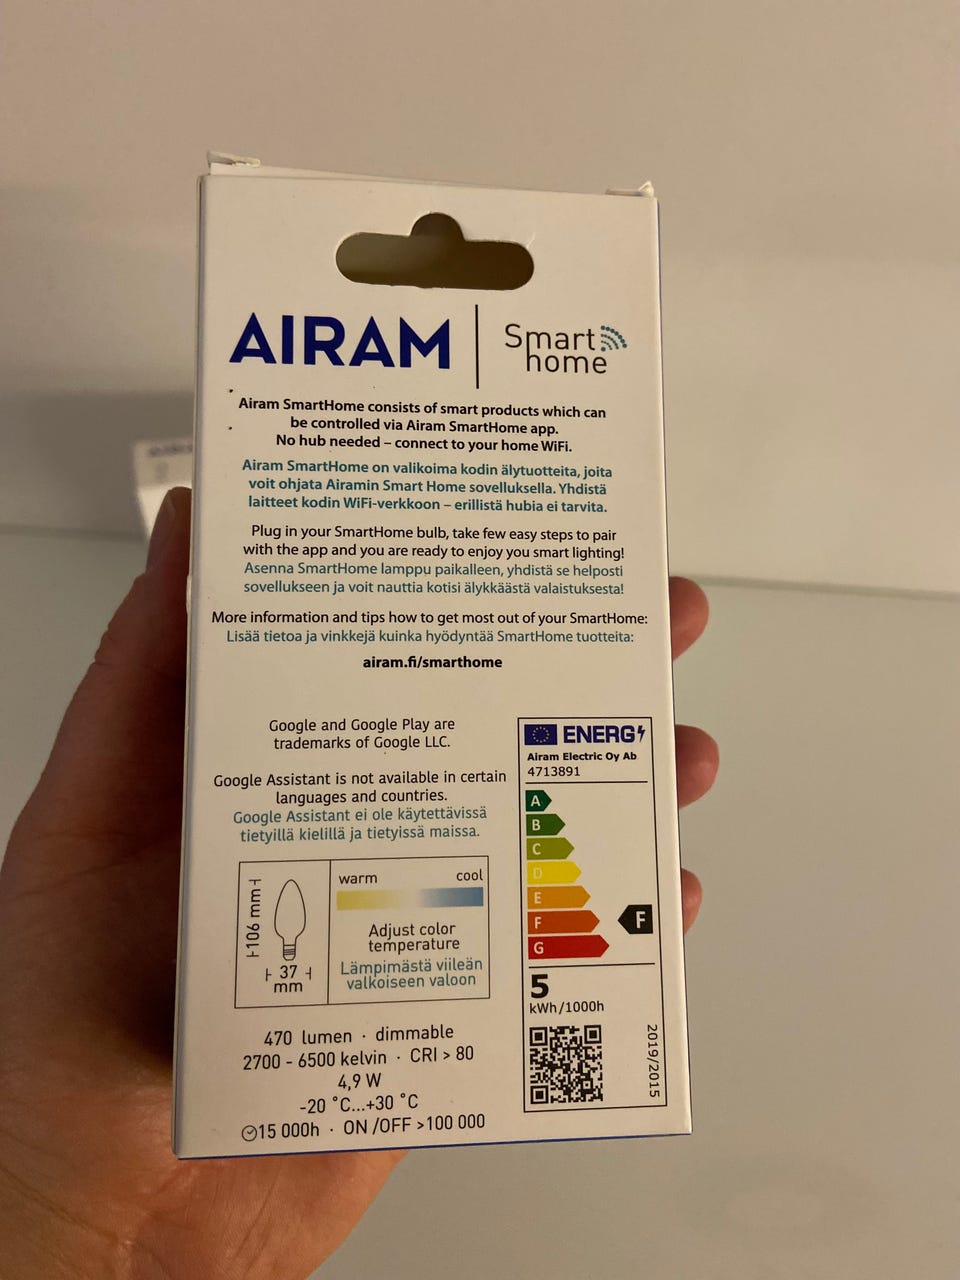 AIRAM
Smart
home
Airam SmartHome consists of smart products which can
be controlled via Airam SmartHome app.
No hub needed – connect to your home WiFi.
Airam SmartHome on valikoima kodin älytuotteita, joita
voit ohjata Airamin Smart Home sovelluksella. Yhdistä
laitteet kodin WiFi-verkkoon – erillistä hubia ei tarvita.
Plug in your SmartHome bulb, take few easy steps to pair
with the app and you are ready to enjoy you smart lighting!
Asenna SmartHome lamppu paikalleen, yhdistä se helposti
sovellukseen ja voit nauttia kotisi älykkäästä valaistuksesta!
More information and tips how to get most out of your SmartHome:
Lisää tietoa ja vinkkejä kuinka hyödyntää SmartHome tuotteita:
airam.fi/smarthome
Google and Google Play are
trademarks of Google LLC.
Google Assistant is not available in certain
languages and countries.
Google Assistant ei ole käytettävissä
tietyillä kielillä ja tietyissä maissa.
106 mm
37
mm
warm cool
Adjust color
temperature
Lämpimästä viileän
valkoiseen valoon
470 lumen · dimmable
2700 - 6500 kelvin · CRI > 80
4,9 W
-20 °C...+30 °C
15 000h · ON /OFF >100 000
ENERG
Airam Electric Oy Ab
4713891
A
B
C
D
E
F
G
F
5
kWh/1000h
2019/2015